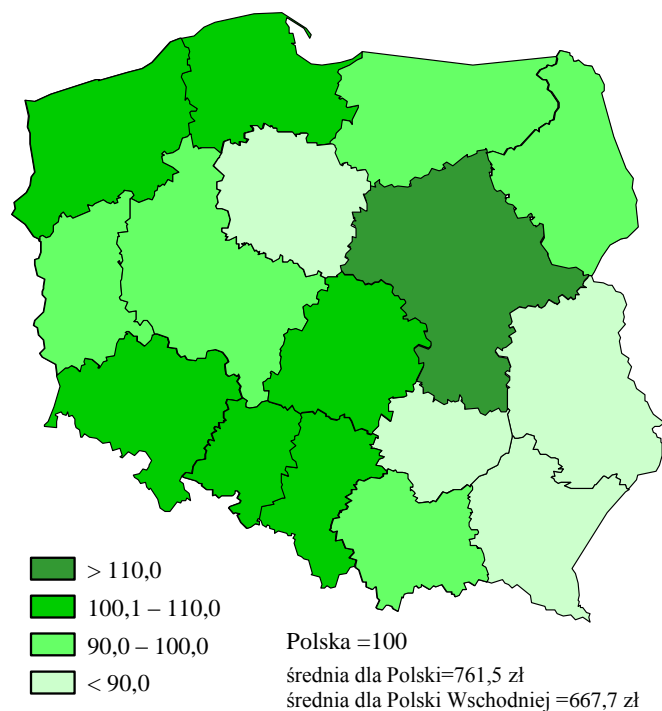 > 110,0
100,1 – 110,0
90,0 – 100,0
< 90,0
Polska =100
średnia dla Polski=761,5 zł
średnia dla Polski Wschodniej =667,7 zł